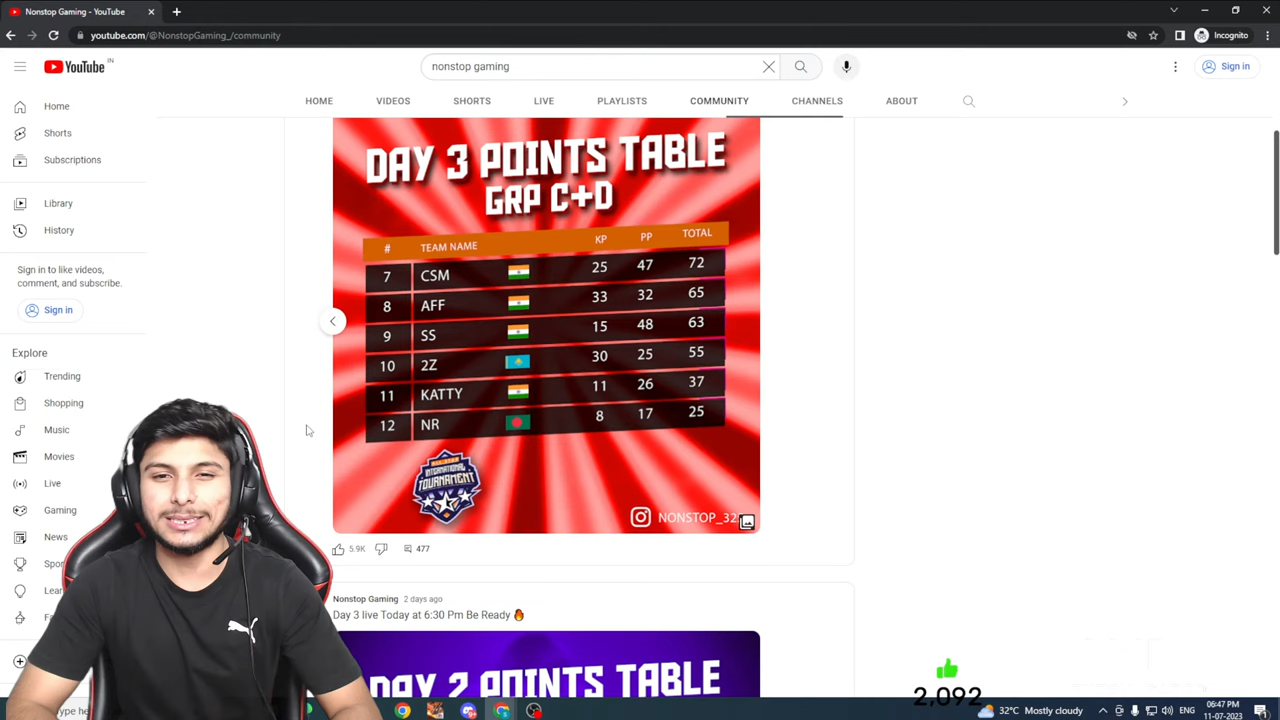 Nonstop Gaming - YouTube
youtube.com/@NonstopGaming_/community
Incognito
YouTube IN
nonstop gaming
Sign in
HOME VIDEOS SHORTS LIVE PLAYLISTS COMMUNITY CHANNELS ABOUT
Home
Shorts
Subscriptions
Library
History
Sign in to like videos,
comment, and subscribe.
Sign in
Explore
Trending
Shopping
Music
Movies
Live
Gaming
News
DAY 3 POINTS TABLE
GRP C+D
# TEAM NAME KP PP TOTAL
7 CSM 25 47 72
8 AFF 33 32 65
9 SS 15 48 63
10 2Z 30 25 55
11 KATTY 11 26 37
12 NR 8 17 25
INTERNATIONAL
TOURNAMENT
5.9K 477
Nonstop Gaming 2 days ago
Day 3 live Today at 6:30 Pm Be Ready 🔥
DAY 2 POINTS TABLE
PUMA
2,092
32°C Mostly cloudy
ENG
06:47 PM
11-07-2023